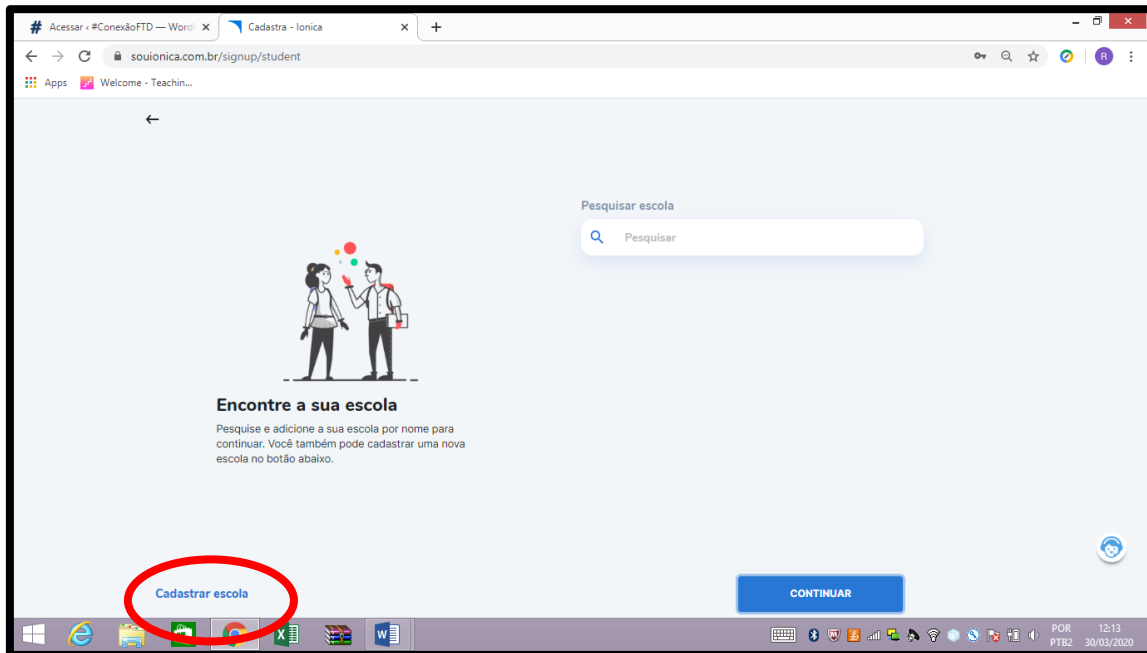 # Acessar ‹ #ConexãoFTD — Word
Cadastra - Ionica
souionica.com.br/signup/student
R
Apps
Welcome - Teachin...
Pesquisar escola
Pesquisar
Encontre a sua escola
Pesquise e adicione a sua escola por nome para
continuar. Você também pode cadastrar uma nova
escola no botão abaixo.
Cadastrar escola
CONTINUAR
POR
12:13
PTB2
30/03/2020